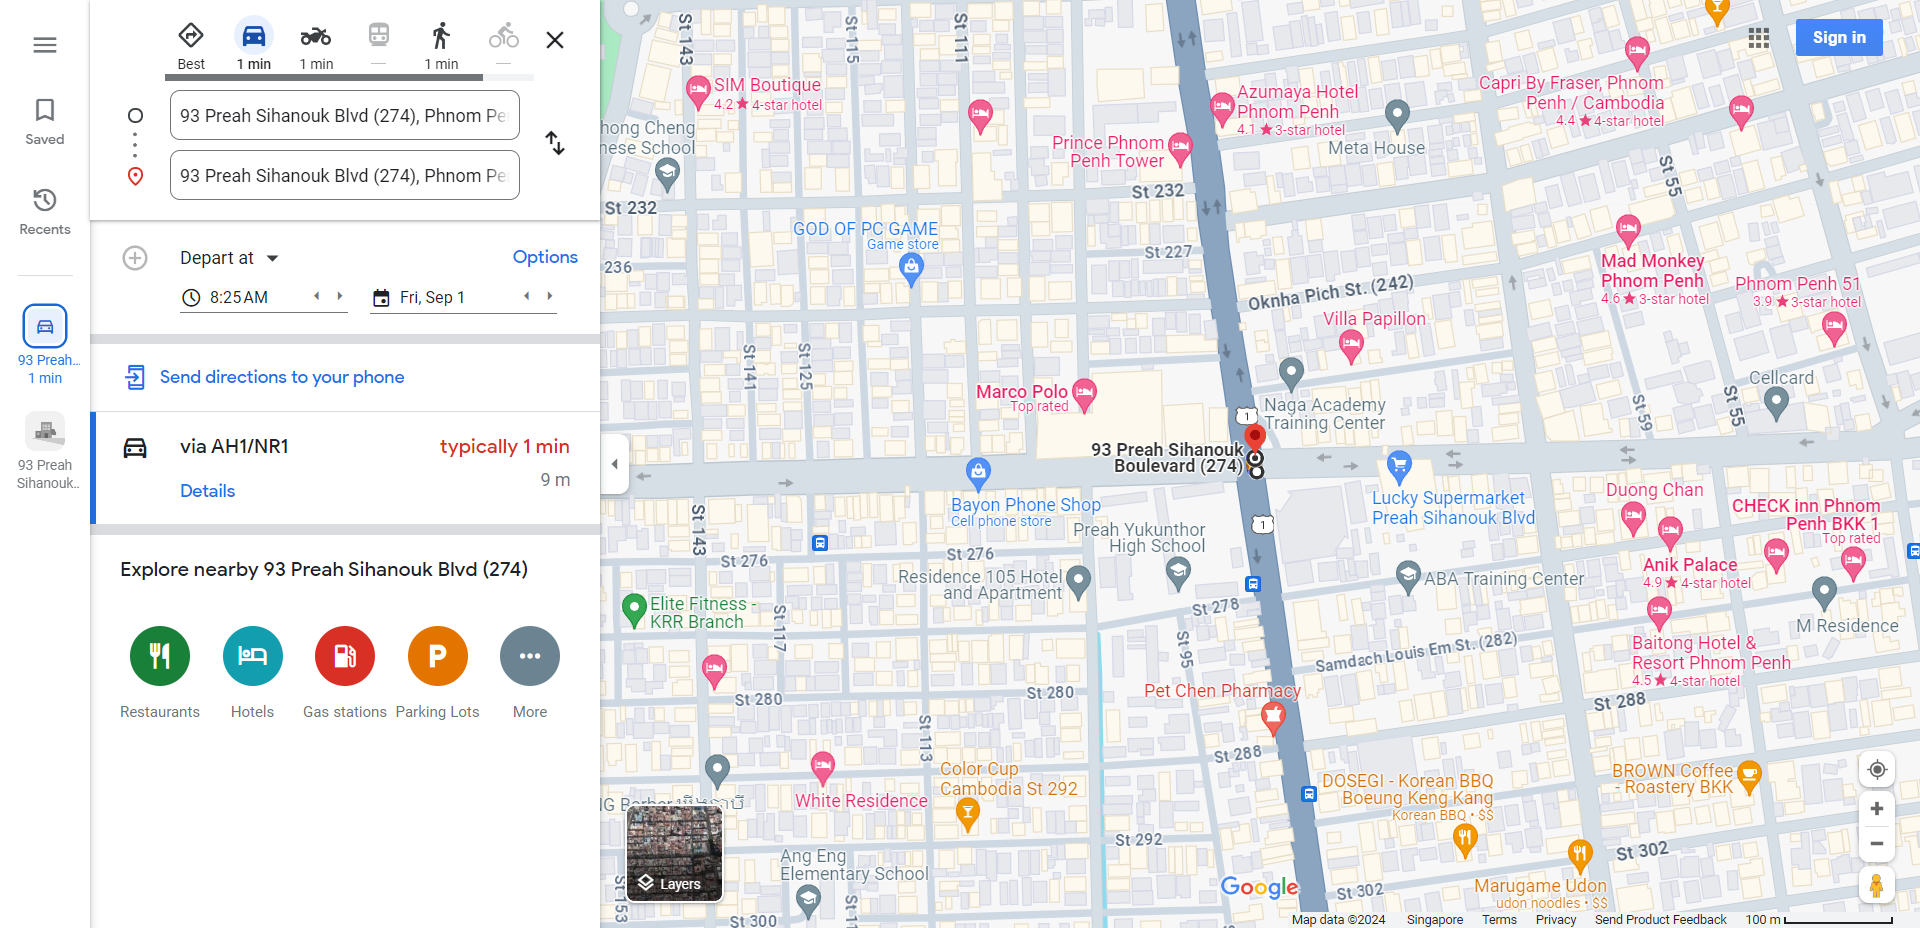 Saved
Recents
93 Preah...
1 min
93 Preah
Sihanouk..
Best
1 min
1 min
—
1 min
—
93 Preah Sihanouk Blvd (274), Phnom Pe
93 Preah Sihanouk Blvd (274), Phnom Pe
Depart at
Options
8:25 AM
Fri, Sep 1
Send directions to your phone
via AH1/NR1
typically 1 min
9 m
Details
Explore nearby 93 Preah Sihanouk Blvd (274)
Restaurants
Hotels
Gas stations
Parking Lots
More
Sign in
St 143
St 115
St 111
SIM Boutique
4.2 ★ 4-star hotel
hong Cheng
nese School
St 232
236
GOD OF PC GAME
Game store
Prince Phnom
Penh Tower
St 232
St 227
Azumaya Hotel
Phnom Penh
4.1 ★ 3-star hotel
Meta House
Capri By Fraser, Phnom
Penh / Cambodia
4.4 ★ 4-star hotel
St 55
Mad Monkey
Phnom Penh
4.6 ★ 3-star hotel
Phnom Penh 51
3.9 ★ 3-star hotel
Oknha Pich St. (242)
Villa Papillon
St 141
St 125
Marco Polo
Top rated
1
Naga Academy
Training Center
Cellcard
St 59
St 55
93 Preah Sihanouk
Boulevard (274)
Bayon Phone Shop
Cell phone store
Lucky Supermarket
Preah Sihanouk Blvd
Duong Chan
CHECK inn Phnom
Penh BKK 1
Top rated
1
St 143
St 276
St 276
Preah Yukunthor
High School
Residence 105 Hotel
and Apartment
ABA Training Center
Anik Palace
4.9 ★ 4-star hotel
Elite Fitness -
KRR Branch
St 117
St 278
St 95
Samdach Louis Em St. (282)
M Residence
Baitong Hotel &
Resort Phnom Penh
4.5 ★ 4-star hotel
St 280
St 280
Pet Chen Pharmacy
St 288
St 113
St 288
Color Cup
Cambodia St 292
White Residence
DOSEGI - Korean BBQ
Boeung Keng Kang
Korean BBQ • $$
BROWN Coffee
- Roastery BKK
St 292
St 302
Ang Eng
Elementary School
Layers
St 153
St 11
St 300
Google
St 302
Marugame Udon
udon noodles • $$
Map data ©2024
Singapore
Terms
Privacy
Send Product Feedback
100 m